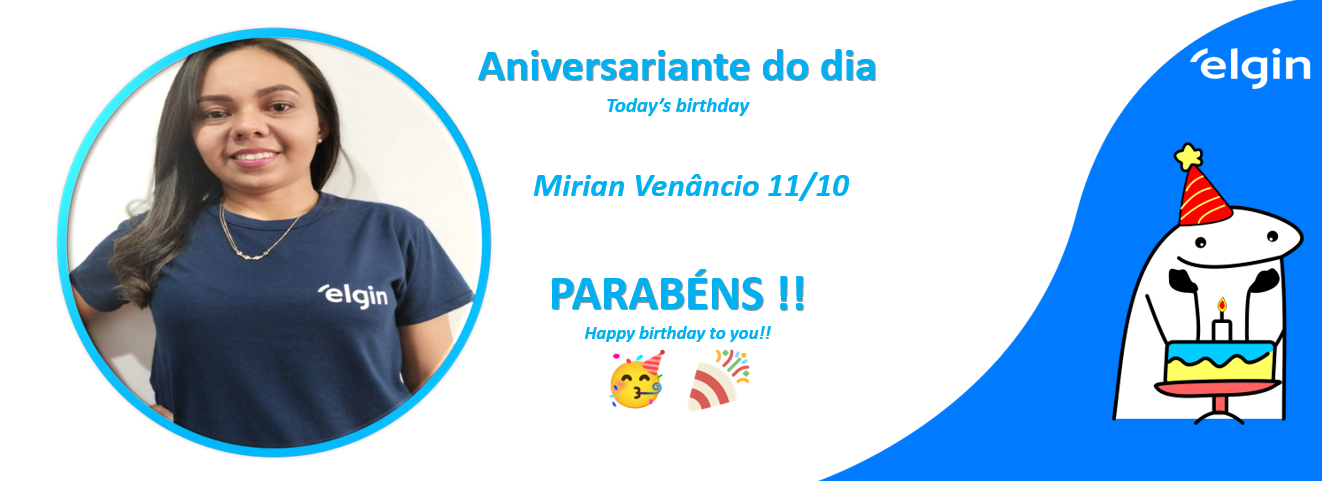 Aniversariante do dia
Today's birthday
Mirian Venâncio 11/10
PARABÉNS !!
Happy birthday to you!!
elgin
elgin